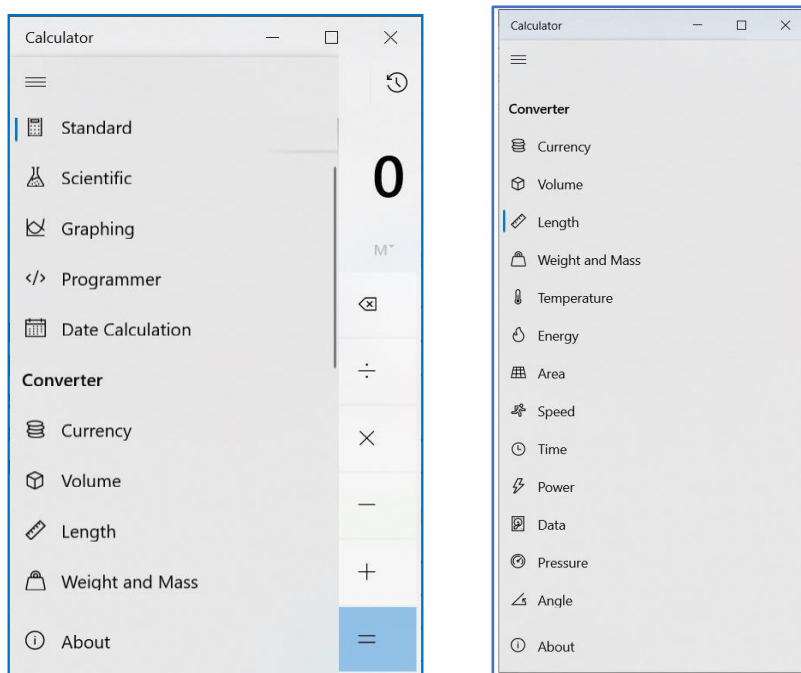 Calculator
Standard
Scientific
0
Graphing
M
Programmer
Date Calculation
÷
Converter
Currency
×
Volume
−
Length
+
Weight and Mass
About
=
Calculator
Converter
Currency
Volume
Length
Weight and Mass
Temperature
Energy
Area
Speed
Time
Power
Data
Pressure
Angle
About